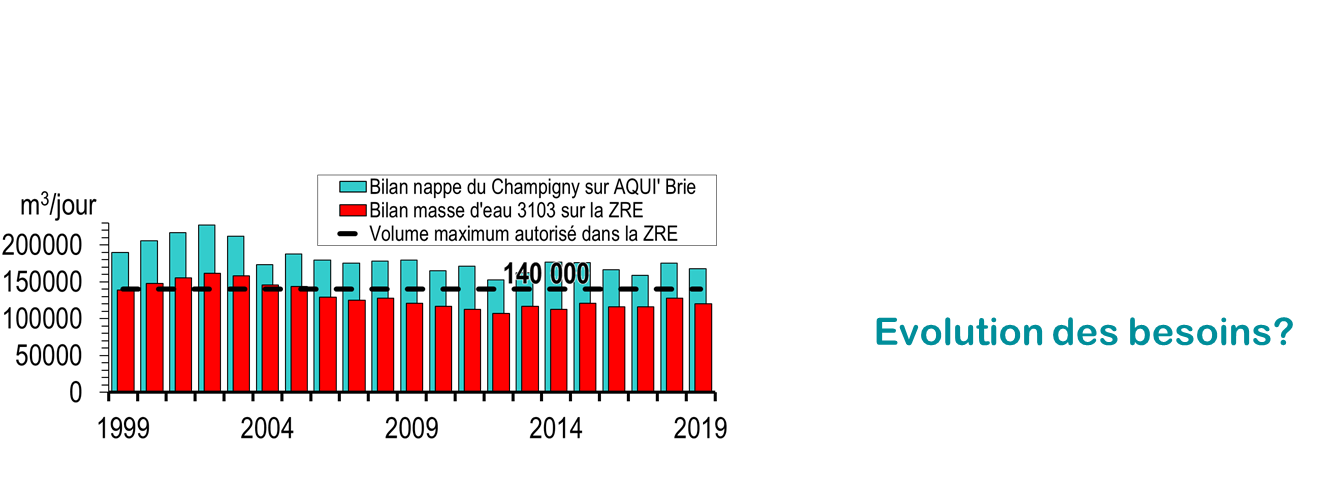 m³/jour
Bilan nappe du Champigny sur AQUI' Brie
Bilan masse d'eau 3103 sur la ZRE
Volume maximum autorisé dans la ZRE
200000
150000
100000
50000
0
140 000
1999 2004 2009 2014 2019
Evolution des besoins?